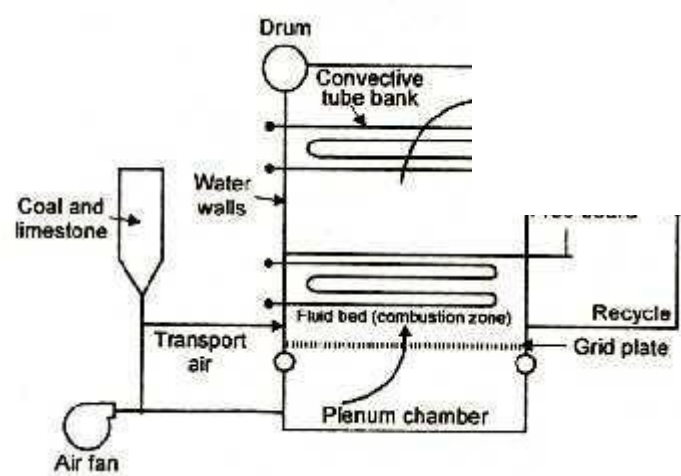 Drum
Convective
tube bank
Water
walls
Coal and
limestone
Fluid bed (combustion zone)
Recycle
Transport
air
Grid plate
Plenum chamber
Air fan